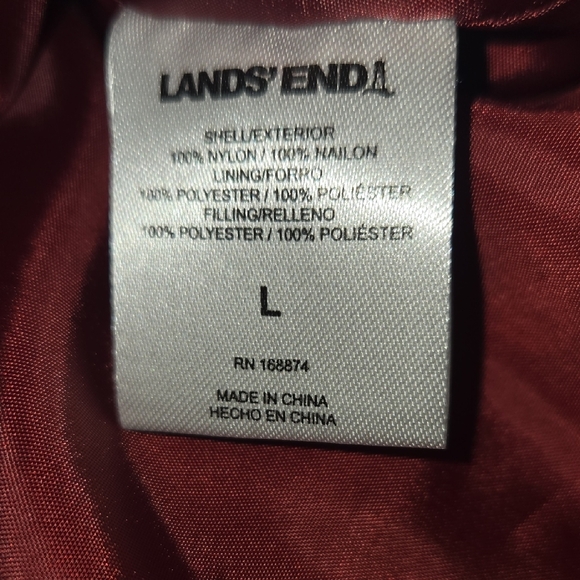 LANDS' END
SHELL/EXTERIOR
100% NYLON / 100% NAILON
LINING/FORRO
100% POLYESTER / 100% POLIÉSTER
FILLING/RELLENO
100% POLYESTER / 100% POLIÉSTER
L
RN 168874
MADE IN CHINA
HECHO EN CHINA